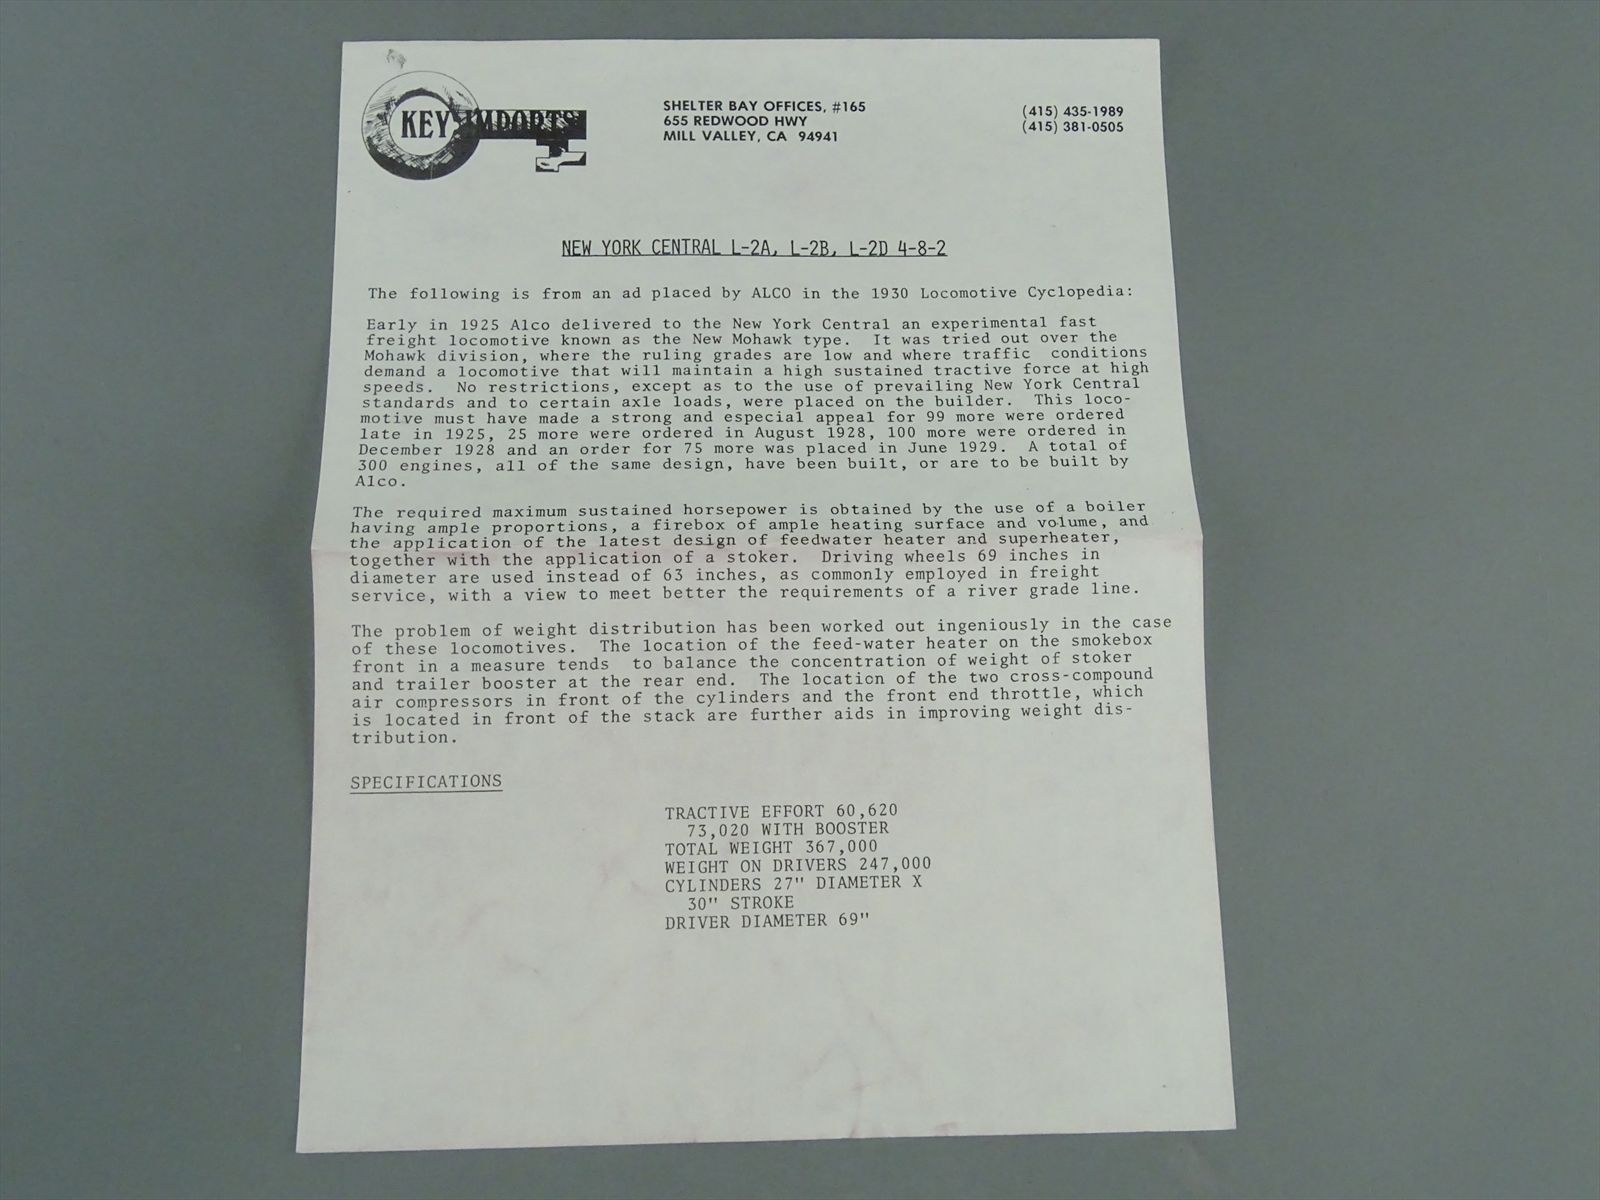 KEY IMPORTS
SHELTER BAY OFFICES, #165
655 REDWOOD HWY
MILL VALLEY, CA 94941
(415) 435-1989
(415) 381-0505
NEW YORK CENTRAL L-2A, L-2B, L-2D 4-8-2
The following is from an ad placed by ALCO in the 1930 Locomotive Cyclopedia:
Early in 1925 Alco delivered to the New York Central an experimental fast
freight locomotive known as the New Mohawk type. It was tried out over the
Mohawk division, where the ruling grades are low and where traffic conditions
demand a locomotive that will maintain a high sustained tractive force at high
speeds. No restrictions, except as to the use of prevailing New York Central
standards and to certain axle loads, were placed on the builder. This loco-
motive must have made a strong and especial appeal for 99 more were ordered
late in 1925, 25 more were ordered in August 1928, 100 more were ordered in
December 1928 and an order for 75 more was placed in June 1929. A total of
300 engines, all of the same design, have been built, or are to be built by
Alco.
The required maximum sustained horsepower is obtained by the use of a boiler
having ample proportions, a firebox of ample heating surface and volume, and
the application of the latest design of feedwater heater and superheater,
together with the application of a stoker. Driving wheels 69 inches in
diameter are used instead of 63 inches, as commonly employed in freight
service, with a view to meet better the requirements of a river grade line.
The problem of weight distribution has been worked out ingeniously in the case
of these locomotives. The location of the feed-water heater on the smokebox
front in a measure tends to balance the concentration of weight of stoker
and trailer booster at the rear end. The location of the two cross-compound
air compressors in front of the cylinders and the front end throttle, which
is located in front of the stack are further aids in improving weight dis-
tribution.
SPECIFICATIONS
TRACTIVE EFFORT 60,620
73,020 WITH BOOSTER
TOTAL WEIGHT 367,000
WEIGHT ON DRIVERS 247,000
CYLINDERS 27" DIAMETER X
30" STROKE
DRIVER DIAMETER 69"